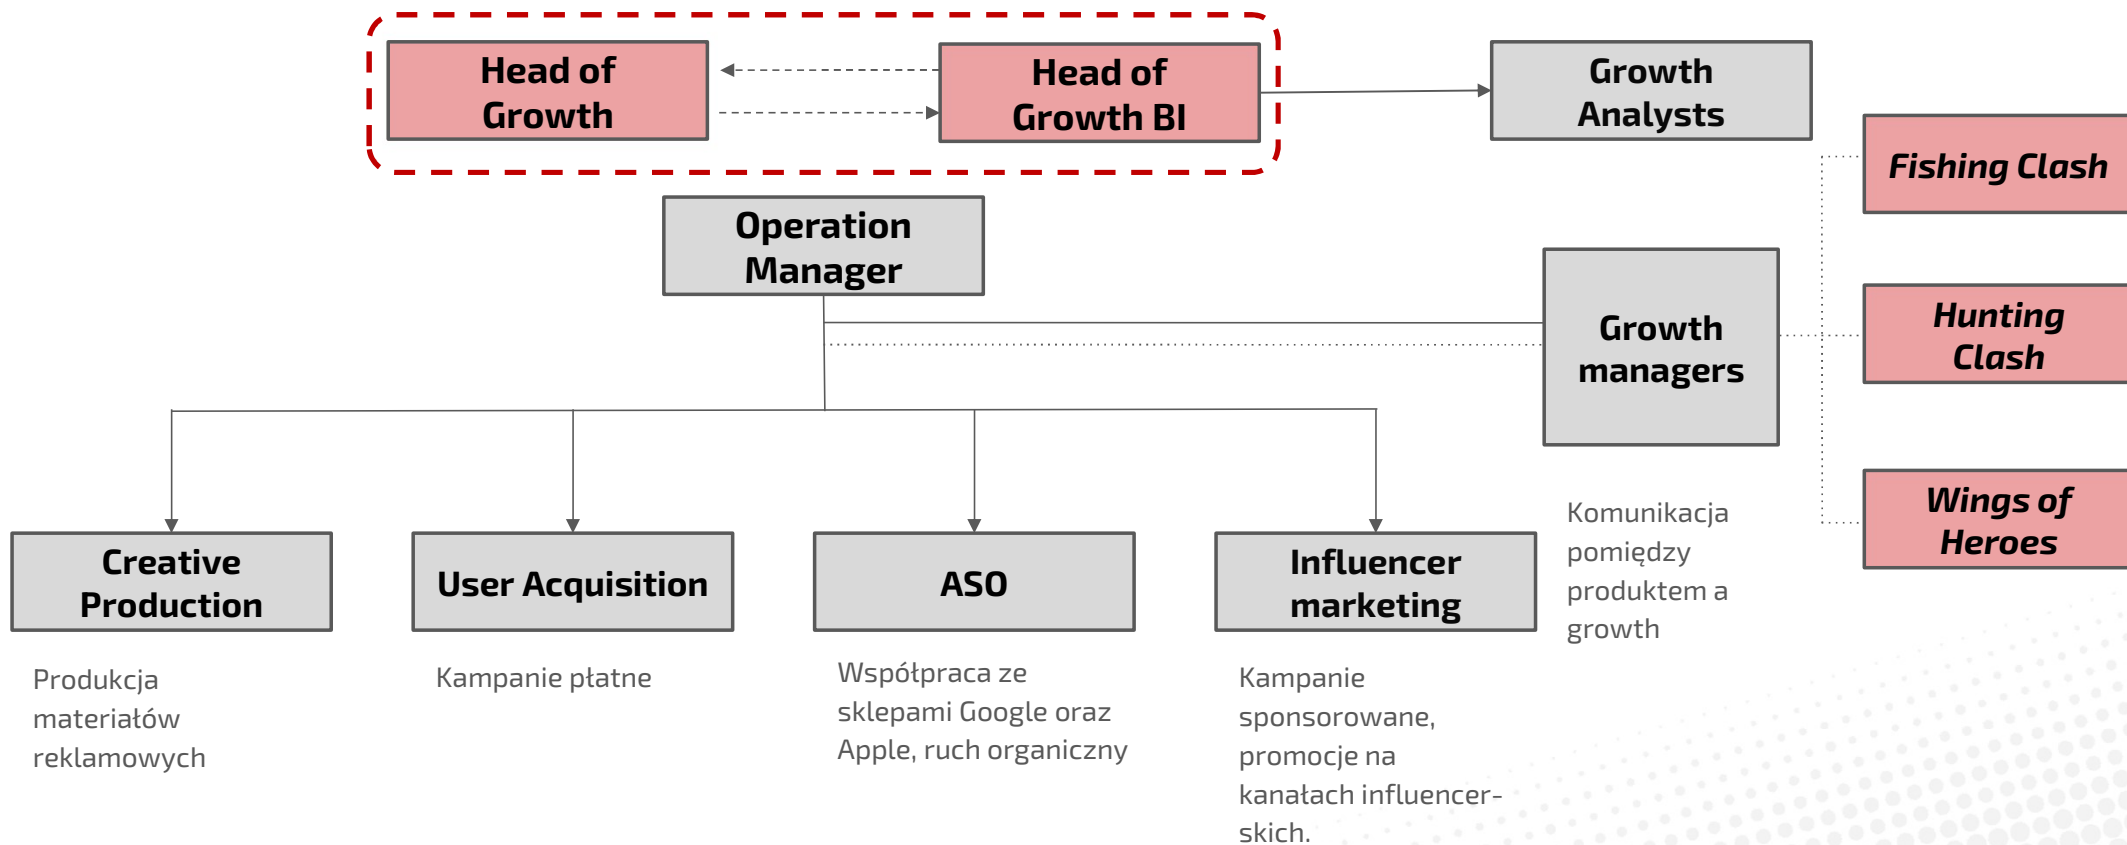 Head of
Growth
Head of
Growth BI
Growth
Analysts
Fishing Clash
Operation
Manager
Growth
managers
Hunting
Clash
Wings of
Heroes
Komunikacja
pomiędzy
produktem a
growth
Creative
Production
User Acquisition
ASO
Influencer
marketing
Produkcja
materiałów
reklamowych
Kampanie płatne
Współpraca ze
sklepami Google oraz
Apple, ruch organiczny
Kampanie
sponsorowane,
promocje na
kanałach influencer-
skich.